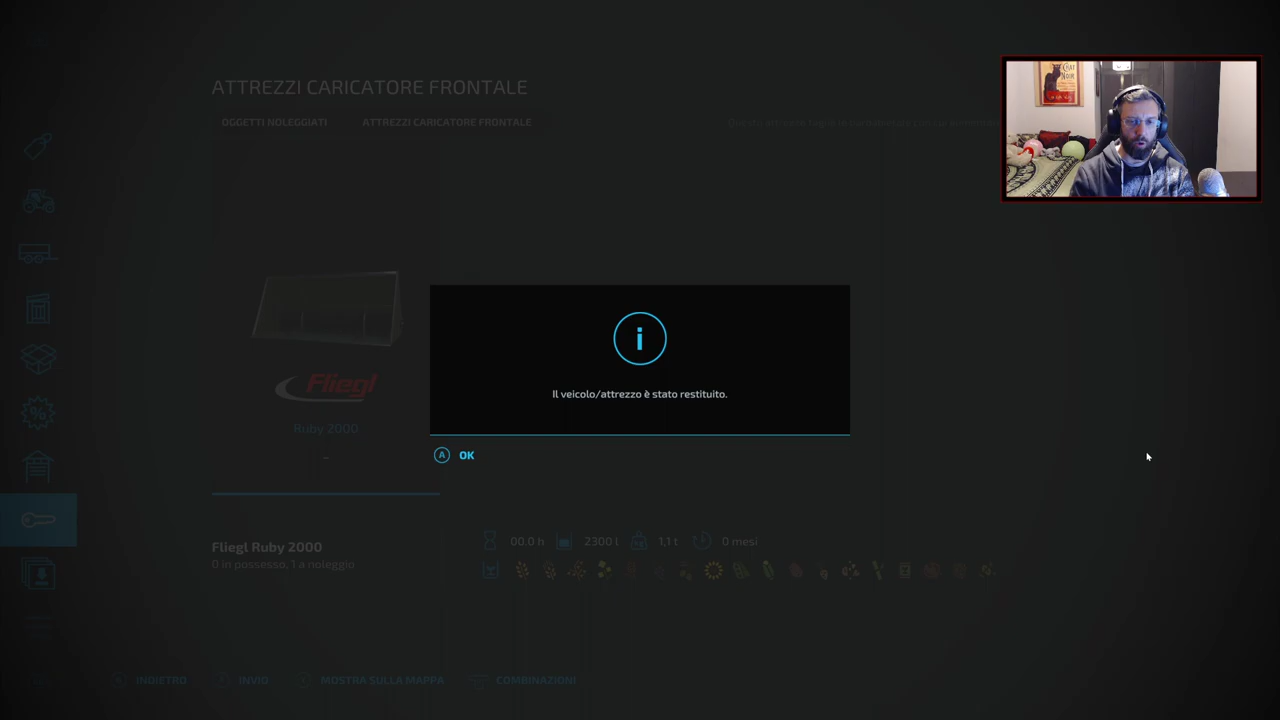 ATTREZZI CARICATORE FRONTALE
OGGETTI NOLEGGIATI ATTREZZI CARICATORE FRONTALE
CHAT
NOIR
i
Il veicolo/attrezzo è stato restituito.
A OK
Fliegl
Ruby 2000
Fliegl Ruby 2000
0 in possesso, 1 a noleggio
00.0 h 2300 l 1,1 t 0 mesi
INDIETRO INVIO MOSTRA SULLA MAPPA COMBINAZIONI